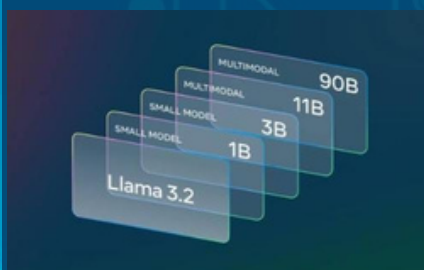 MULTIMODAL 90B
MULTIMODAL 11B
SMALL MODEL 3B
SMALL MODEL 1B
Llama 3.2